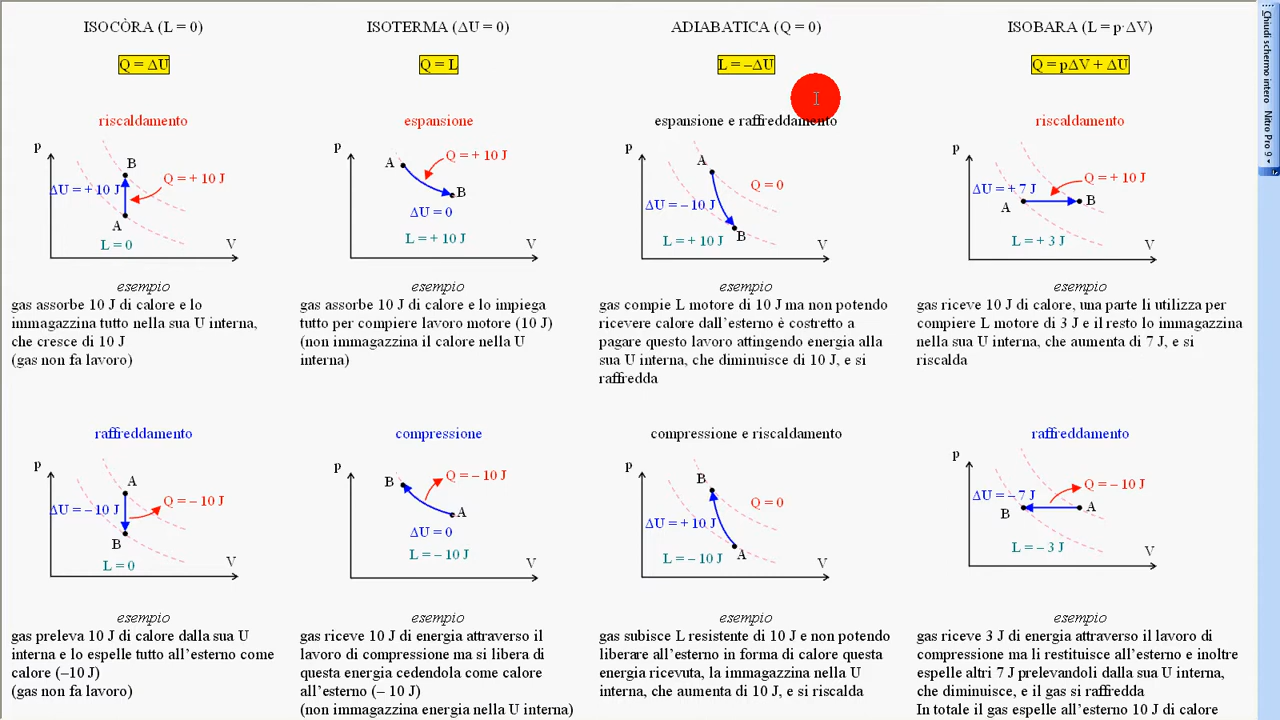 ISOCÒRA (L = 0)
Q = ΔU
riscaldamento
p
B
ΔU = + 10 J
Q = + 10 J
A
L = 0
V
esempio
gas assorbe 10 J di calore e lo
immagazzina tutto nella sua U interna,
che cresce di 10 J
(gas non fa lavoro)
raffreddamento
p
A
ΔU = – 10 J
Q = – 10 J
B
L = 0
V
esempio
gas preleva 10 J di calore dalla sua U
interna e lo espelle tutto all’esterno come
calore (–10 J)
(gas non fa lavoro)
ISOTERMA (ΔU = 0)
Q = L
espansione
p
A
Q = + 10 J
B
ΔU = 0
L = + 10 J
V
esempio
gas assorbe 10 J di calore e lo impiega
tutto per compiere lavoro motore (10 J)
(non immagazzina il calore nella U
interna)
compressione
p
B
Q = – 10 J
A
ΔU = 0
L = – 10 J
V
esempio
gas riceve 10 J di energia attraverso il
lavoro di compressione ma si libera di
questa energia cedendola come calore
all’esterno (– 10 J)
(non immagazzina energia nella U interna)
ADIABATICA (Q = 0)
L = –ΔU
espansione e raffreddamento
p
A
Q = 0
ΔU = – 10 J
B
L = + 10 J
V
esempio
gas compie L motore di 10 J ma non potendo
ricevere calore dall’esterno è costretto a
pagare questo lavoro attingendo energia alla
sua U interna, che diminuisce di 10 J, e si
raffredda
compressione e riscaldamento
p
B
Q = 0
ΔU = + 10 J
A
L = – 10 J
V
esempio
gas subisce L resistente di 10 J e non potendo
liberare all’esterno in forma di calore questa
energia ricevuta, la immagazzina nella U
interna, che aumenta di 10 J, e si riscalda
ISOBARA (L = p·ΔV)
Q = pΔV + ΔU
riscaldamento
p
Q = + 10 J
ΔU = + 7 J
A
B
L = + 3 J
V
esempio
gas riceve 10 J di calore, una parte li utilizza per
compiere L motore di 3 J e il resto lo immagazzina
nella sua U interna, che aumenta di 7 J, e si
riscalda
raffreddamento
p
Q = – 10 J
ΔU = – 7 J
B
A
L = – 3 J
V
esempio
gas riceve 3 J di energia attraverso il lavoro di
compressione ma li restituisce all’esterno e inoltre
espelle altri 7 J prelevandoli dalla sua U interna,
che diminuisce, e il gas si raffredda
In totale il gas espelle all’esterno 10 J di calore
Chiudi schermo intero
Nitro Pro 9